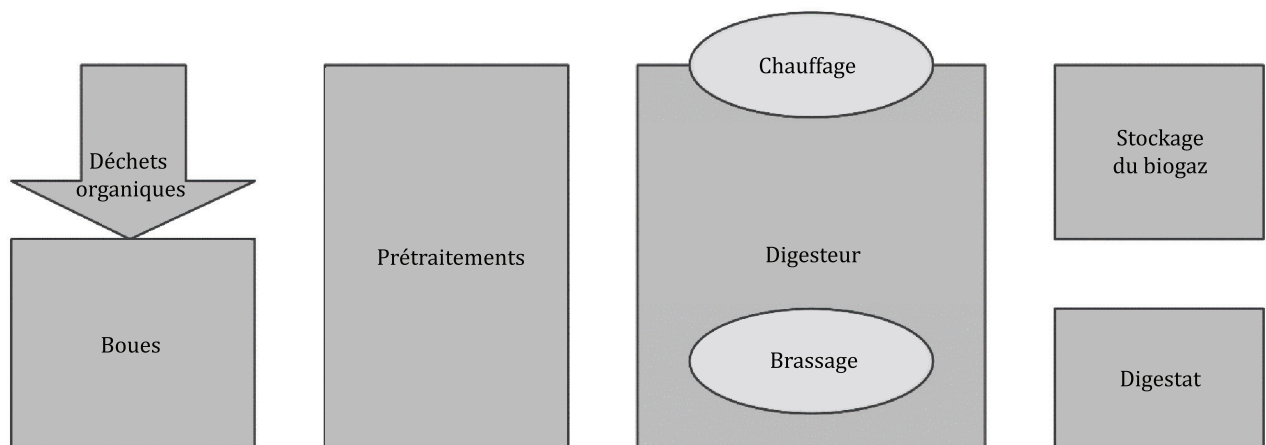 Déchets
organiques
Boues
Prétraitements
Chauffage
Digesteur
Brassage
Stockage
du biogaz
Digestat